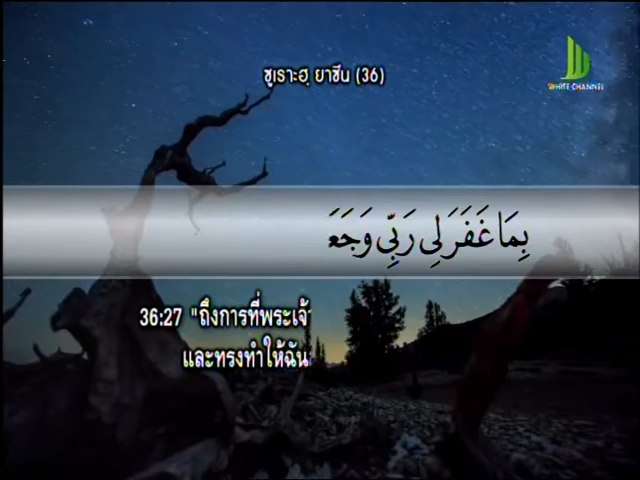 ซูเราะฮฺ ยาซีน (36)
WHITE CHANNEL
بِمَا غَفَرَ لِي رَبِّي وَجَعَ
36:27 "ถึงการที่พระเจ้า
และทรงทำให้ฉัน